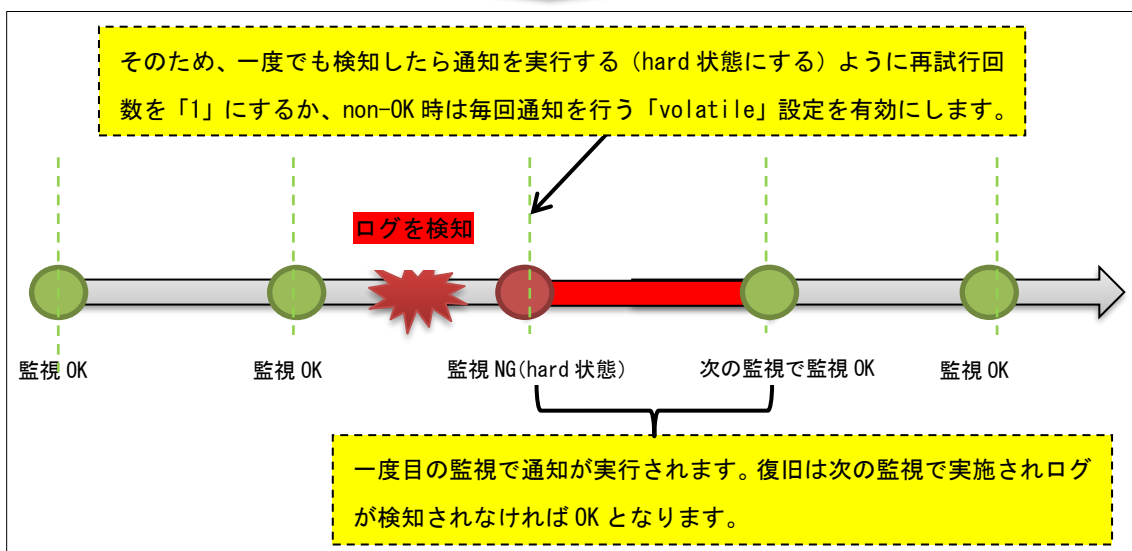 そのため、一度でも検知したら通知を実行する（hard 状態にする）ように再試行回
数を「1」にするか、non-OK 時は毎回通知を行う「volatile」設定を有効にします。
ログを検知
監視 OK
監視 OK
監視 NG(hard 状態)
次の監視で監視 OK
監視 OK
一度目の監視で通知が実行されます。復旧は次の監視で実施されログ
が検知されなければ OK となります。